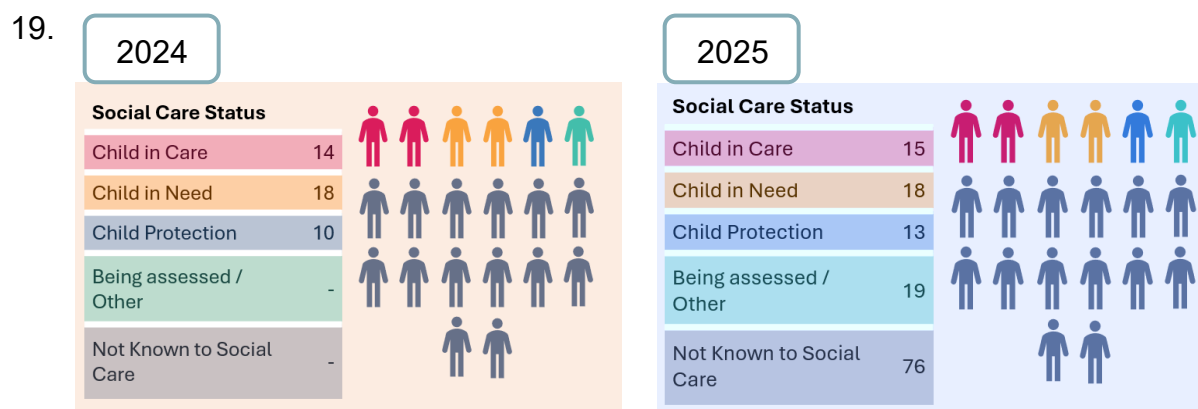 19.
2024
Social Care Status
Child in Care 14
Child in Need 18
Child Protection 10
Being assessed /
Other -
Not Known to Social
Care -
2025
Social Care Status
Child in Care 15
Child in Need 18
Child Protection 13
Being assessed /
Other 19
Not Known to Social
Care 76